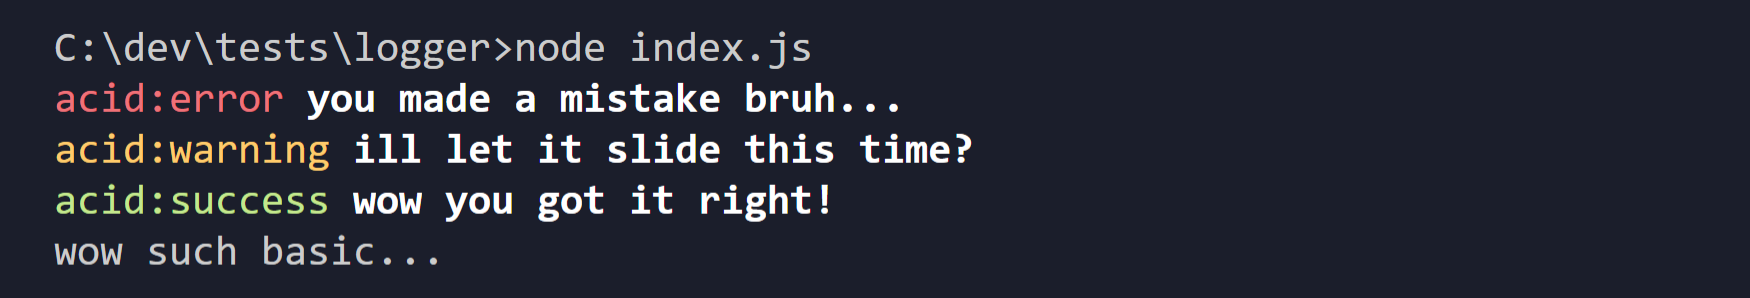 C:\dev\tests\logger>node index.js
acid:error you made a mistake bruh...
acid:warning ill let it slide this time?
acid:success wow you got it right!
wow such basic...